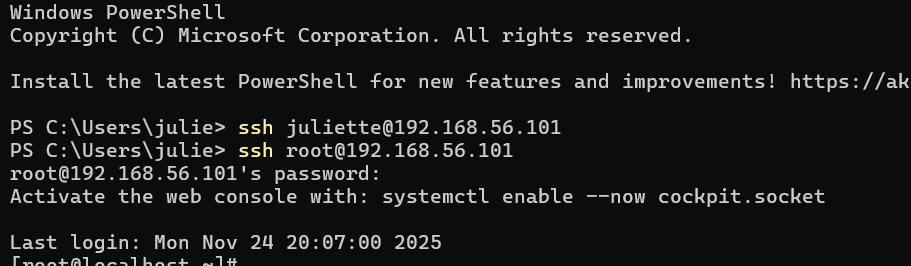 Windows PowerShell
Copyright (C) Microsoft Corporation. All rights reserved.
Install the latest PowerShell for new features and improvements! https://ak
PS C:\Users\julie> ssh juliette@192.168.56.101
PS C:\Users\julie> ssh root@192.168.56.101
root@192.168.56.101's password:
Activate the web console with: systemctl enable --now cockpit.socket
Last login: Mon Nov 24 20:07:00 2025
[root@localhost ~]#